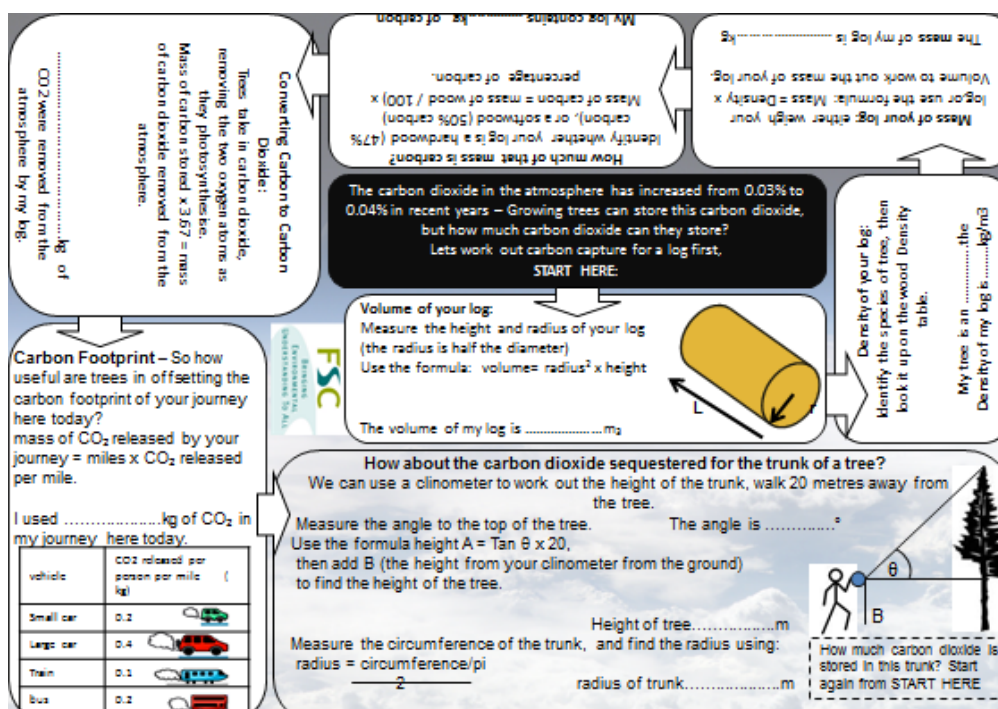 The carbon dioxide in the atmosphere has increased from 0.03% to
0.04% in recent years – Growing trees can store this carbon dioxide,
but how much carbon dioxide can they store?
Lets work out carbon capture for a log first,
START HERE:
Volume of your log:
Measure the height and radius of your log
(the radius is half the diameter)
Use the formula: volume= radius² x height
The volume of my log is ......................m₃
L
r
Density of your log:
Identify the species of tree, then
look it up on the wood Density
table.
My tree is an ...............the
Density of my log is..........kg/m3
Mass of your log: either weigh your
log,or use the formula: Mass = Density x
Volume to work out the mass of your log.
The mass of my log is ........................kg
How much of that mass is carbon?
Identify whether your log is a hardwood (47%
carbon), or a softwood (50% carbon)
Mass of carbon = mass of wood / 100) x
percentage of carbon.
My log contains ..................kg of carbon
Converting Carbon to Carbon
Dioxide:
Trees take in carbon dioxide,
removing the two oxygen atoms as
they photosynthesise.
Mass of carbon stored x 3.67 = mass
of carbon dioxide removed from the
atmosphere.
..............................kg of
CO2 were removed from the
atmosphere by my log.
FSC
BRINGING
ENVIRONMENTAL
UNDERSTANDING TO ALL
Carbon Footprint – So how
useful are trees in offsetting the
carbon footprint of your journey
here today?
mass of CO₂ released by your
journey = miles x CO₂ released
per mile.
I used ......................kg of CO₂ in
my journey here today.
vehicle CO2 released per person per mile ( kg)
Small car 0.2
Large car 0.4
Train 0.1
bus 0.2
How about the carbon dioxide sequestered for the trunk of a tree?
We can use a clinometer to work out the height of the trunk, walk 20 metres away from
the tree.
Measure the angle to the top of the tree. The angle is ..............°
Use the formula height A = Tan θ x 20,
then add B (the height from your clinometer from the ground)
to find the height of the tree.
Height of tree..................m
Measure the circumference of the trunk, and find the radius using:
radius = circumference/pi
2
radius of trunk.....................m
θ
B
How much carbon dioxide is
stored in this trunk? Start
again from START HERE